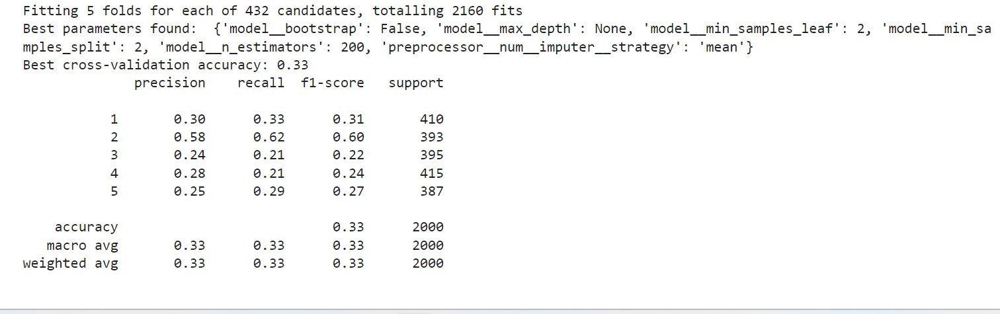 Fitting 5 folds for each of 432 candidates, totalling 2160 fits
Best parameters found:  {'model__bootstrap': False, 'model__max_depth': None, 'model__min_samples_leaf': 2, 'model__min_sa
mples_split': 2, 'model__n_estimators': 200, 'preprocessor__num__imputer__strategy': 'mean'}
Best cross-validation accuracy: 0.33
              precision    recall  f1-score   support
           1       0.30      0.33      0.31       410
           2       0.58      0.62      0.60       393
           3       0.24      0.21      0.22       395
           4       0.28      0.21      0.24       415
           5       0.25      0.29      0.27       387
    accuracy                           0.33      2000
   macro avg       0.33      0.33      0.33      2000
weighted avg       0.33      0.33      0.33      2000